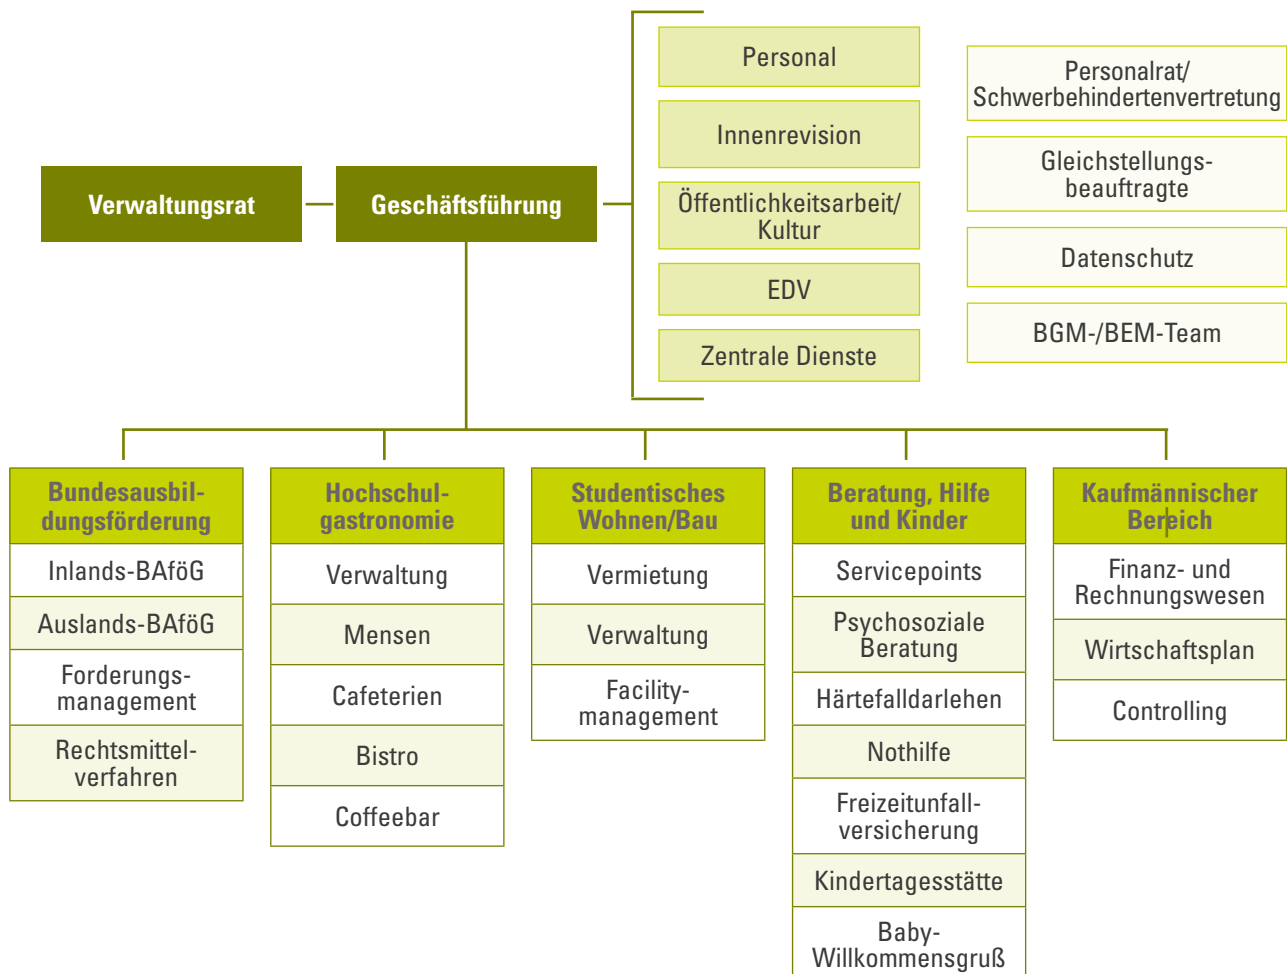 Verwaltungsrat
Geschäftsführung
Personal
Innenrevision
Öffentlichkeitsarbeit/
Kultur
EDV
Zentrale Dienste
Personalrat/
Schwerbehindertenvertretung
Gleichstellungs-
beauftragte
Datenschutz
BGM-/BEM-Team
Bundesausbil-
dungsförderung
Inlands-BAföG
Auslands-BAföG
Forderungs-
management
Rechtsmittel-
verfahren
Hochschul-
gastronomie
Verwaltung
Mensen
Cafeterien
Bistro
Coffeebar
Studentisches
Wohnen/Bau
Vermietung
Verwaltung
Facility-
management
Beratung, Hilfe
und Kinder
Servicepoints
Psychosoziale
Beratung
Härtefalldarlehen
Nothilfe
Freizeitunfall-
versicherung
Kindertagesstätte
Baby-
Willkommensgruß
Kaufmännischer
Bereich
Finanz- und
Rechnungswesen
Wirtschaftsplan
Controlling